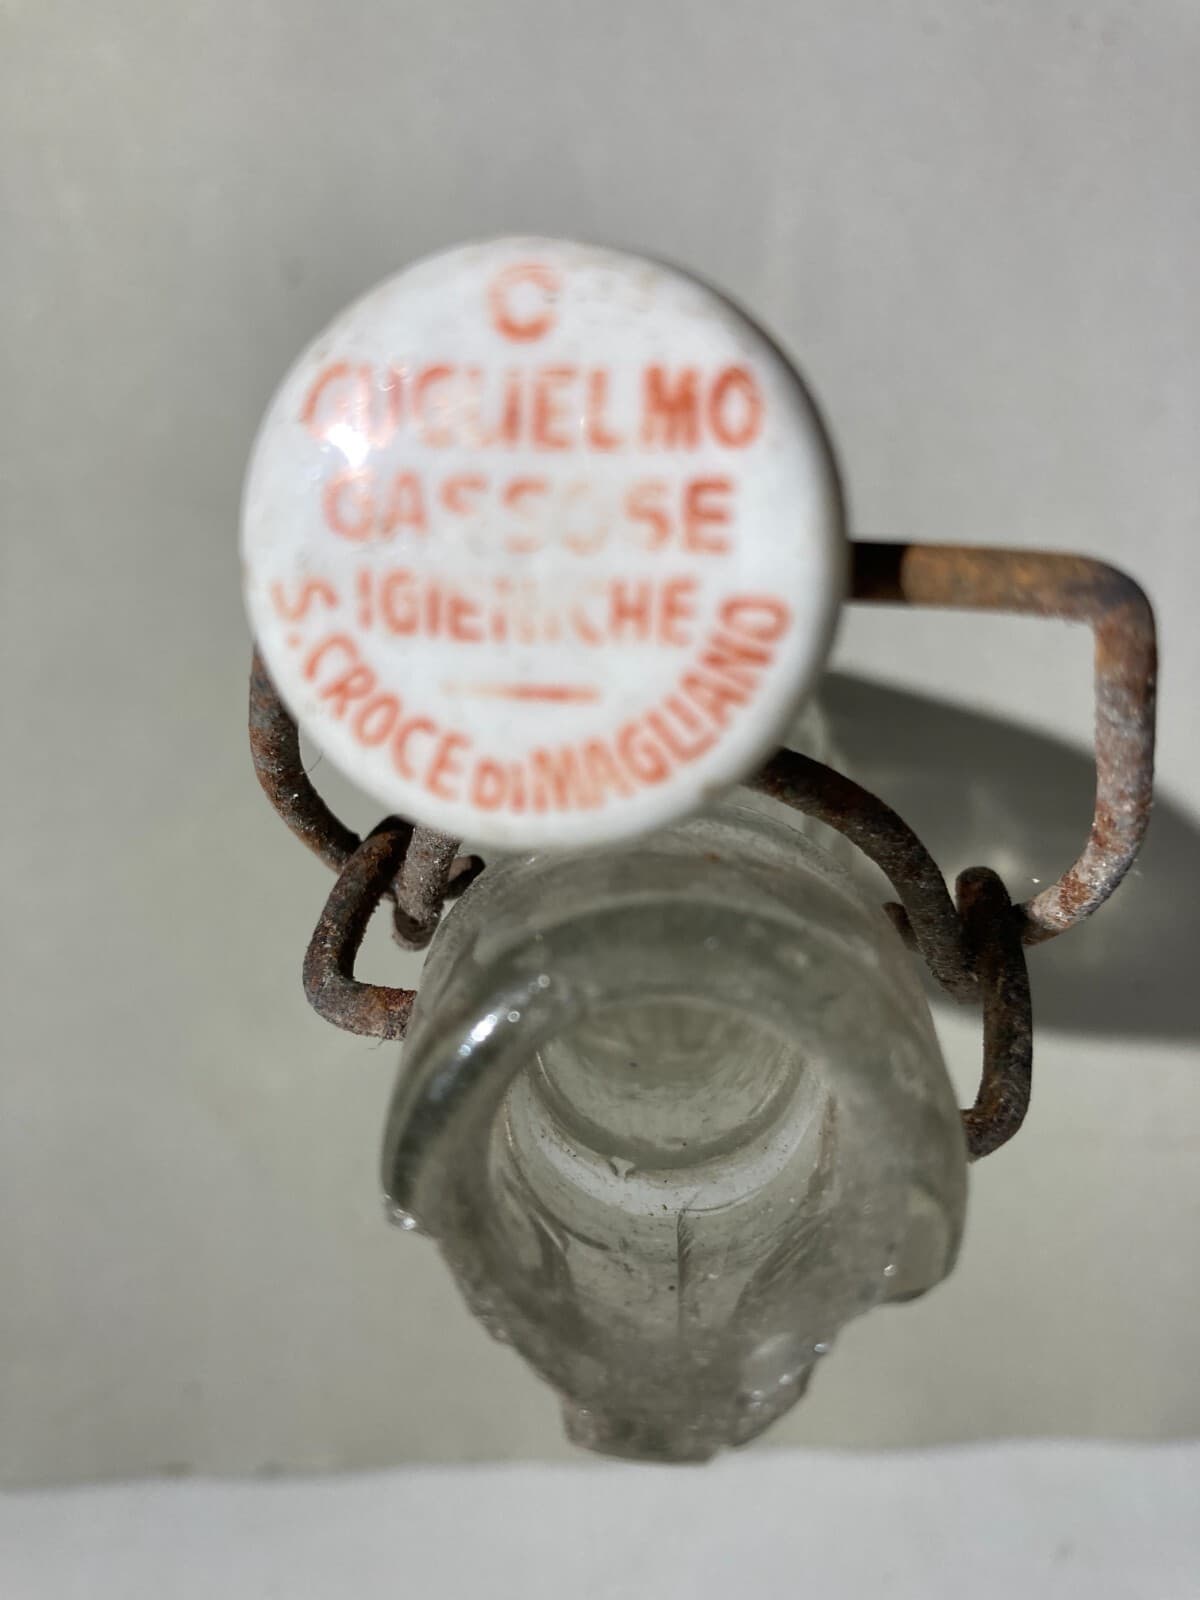 C
GUGLIELMO
GASSOSE
IGIENICHE
S. CROCE DI MAGLIANO